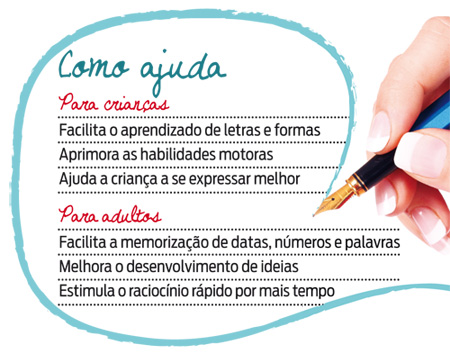 Como ajuda
Para crianças
Facilita o aprendizado de letras e formas
Aprimora as habilidades motoras
Ajuda a criança a se expressar melhor
Para adultos
Facilita a memorização de datas, números e palavras
Melhora o desenvolvimento de ideias
Estimula o raciocínio rápido por mais tempo